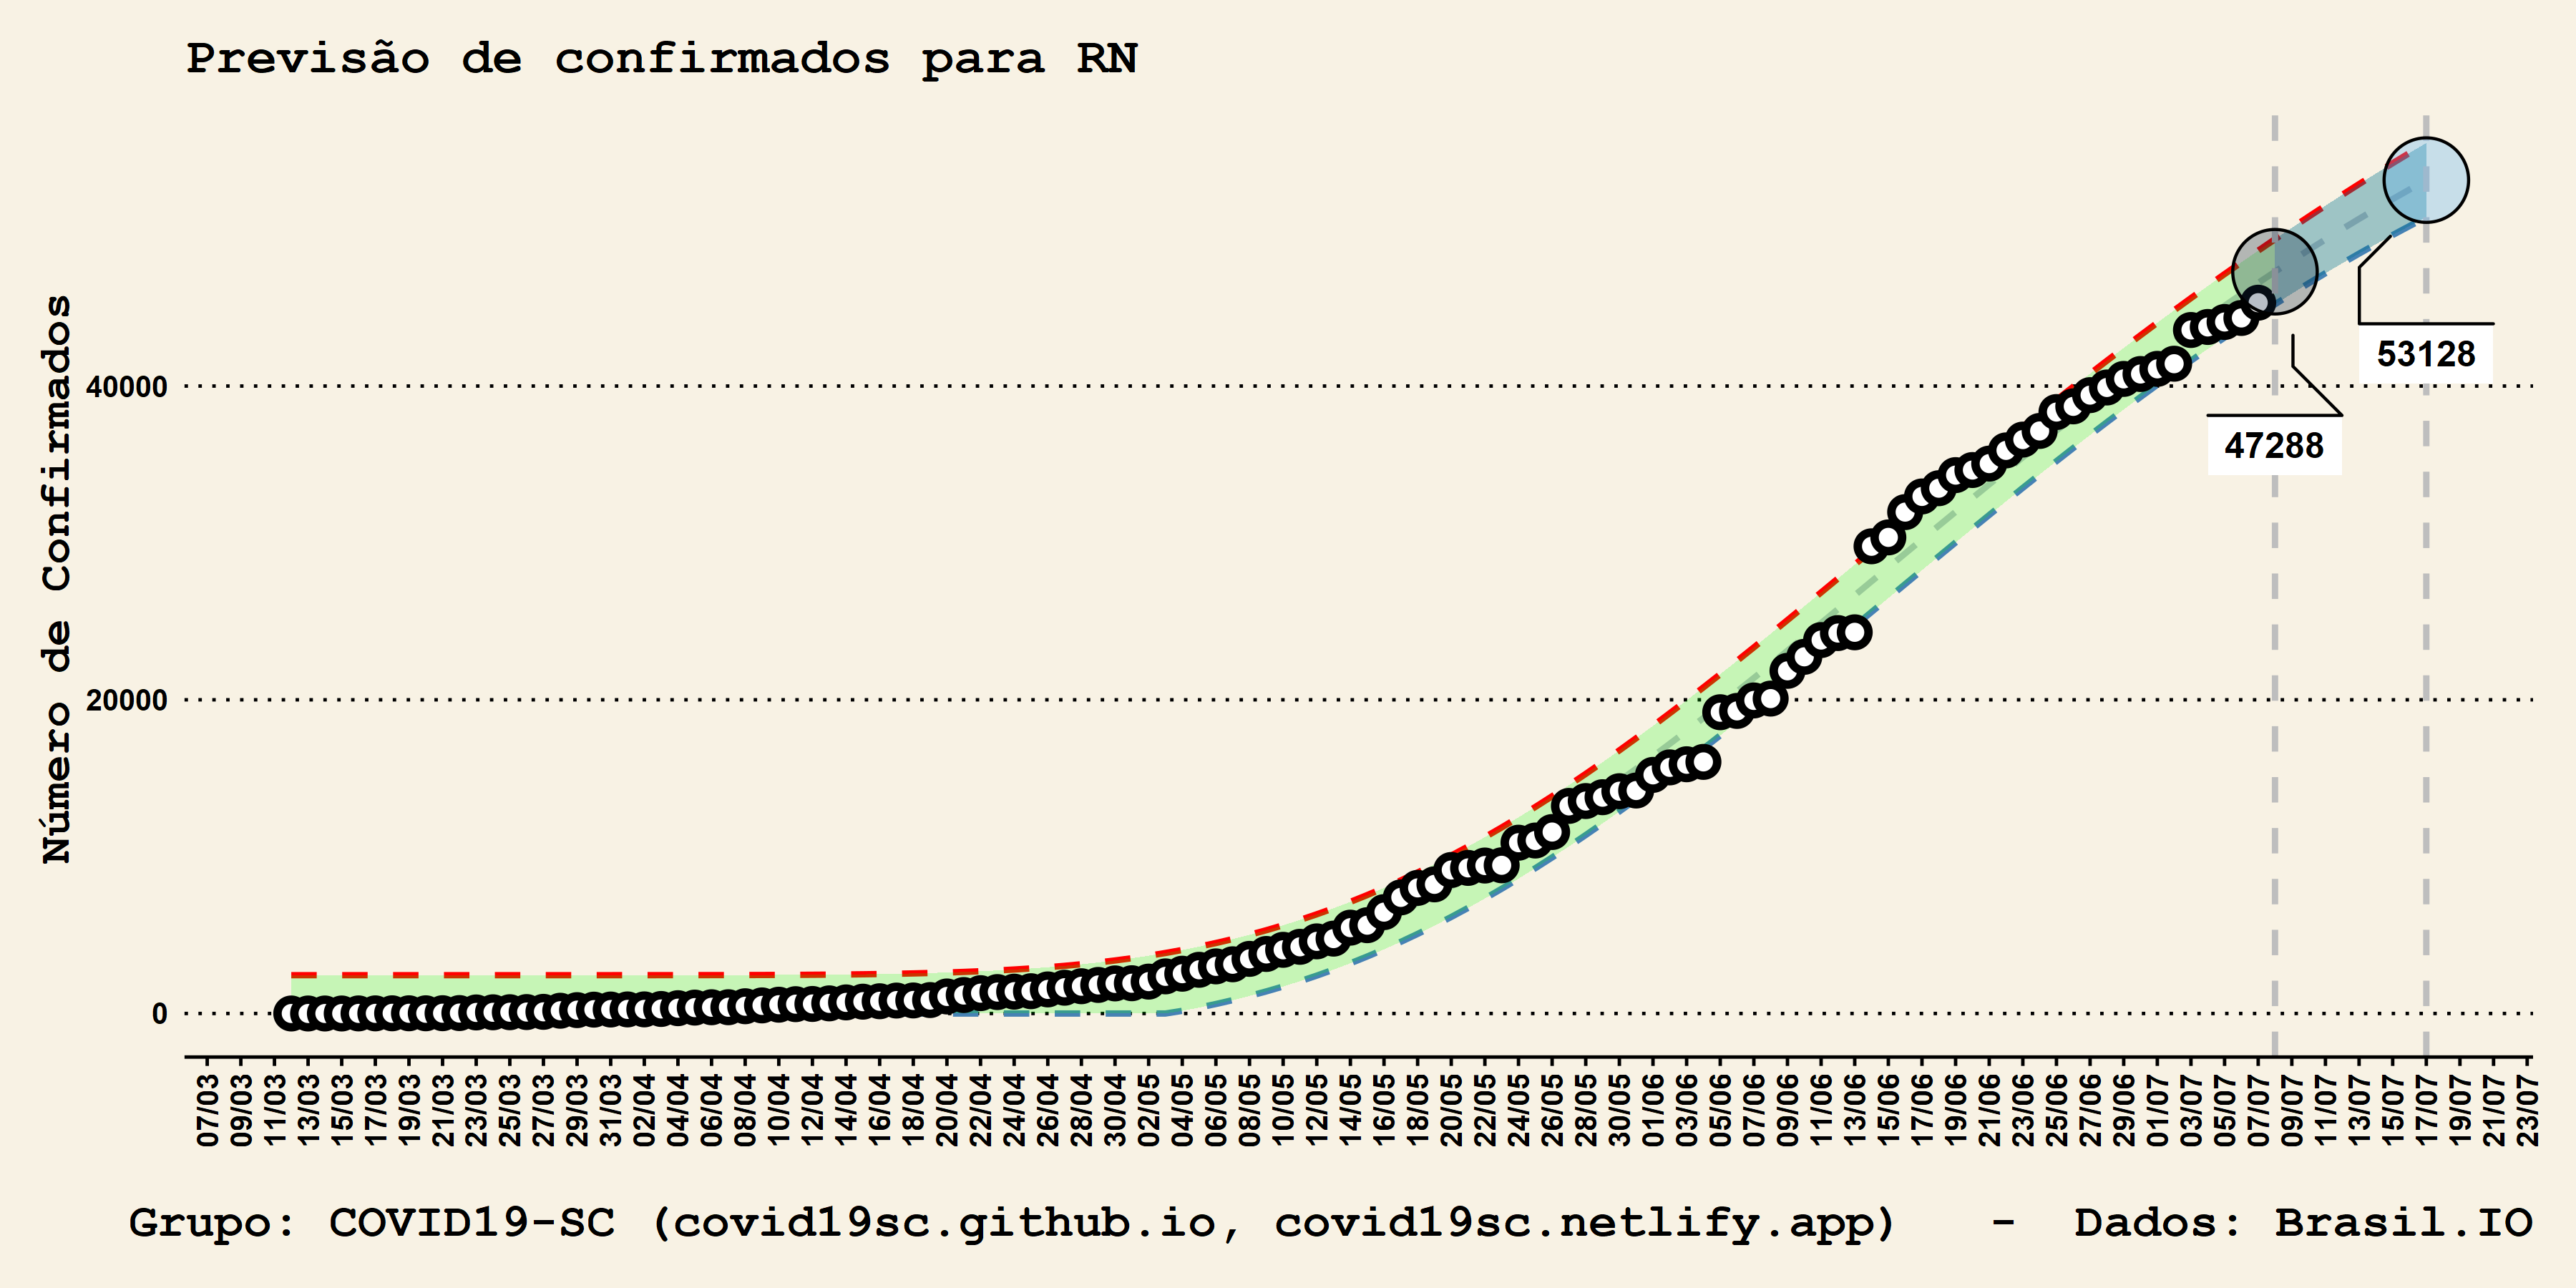 Previsão de confirmados para RN
Número de Confirmados
40000
20000
0
53128
47288
07/03 09/03 11/03 13/03 15/03 17/03 19/03 21/03 23/03 25/03 27/03 29/03 31/03 02/04 04/04 06/04 08/04 10/04 12/04 14/04 16/04 18/04 20/04 22/04 24/04 26/04 28/04 30/04 02/05 04/05 06/05 08/05 10/05 12/05 14/05 16/05 18/05 20/05 22/05 24/05 26/05 28/05 30/05 01/06 03/06 05/06 07/06 09/06 11/06 13/06 15/06 17/06 19/06 21/06 23/06 25/06 27/06 29/06 01/07 03/07 05/07 07/07 09/07 11/07 13/07 15/07 17/07 19/07 21/07 23/07
Grupo: COVID19-SC (covid19sc.github.io, covid19sc.netlify.app) - Dados: Brasil.IO